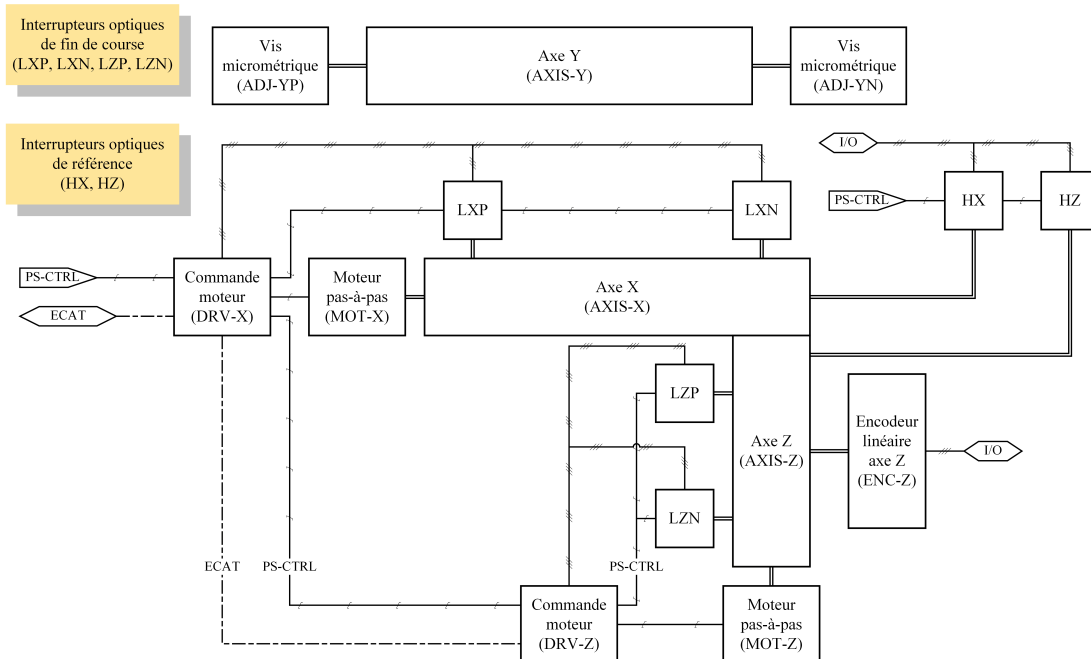 Interrupteurs optiques
de fin de course
(LXP, LXN, LZP, LZN)
Vis
micrométrique
(ADJ-YP)
Axe Y
(AXIS-Y)
Vis
micrométrique
(ADJ-YN)
Interrupteurs optiques
de référence
(HX, HZ)
I/O
PS-CTRL
HX
HZ
LXP
LXN
PS-CTRL
ECAT
Commande
moteur
(DRV-X)
Moteur
pas-à-pas
(MOT-X)
Axe X
(AXIS-X)
LZP
LZN
Axe Z
(AXIS-Z)
Encodeur
linéaire
axe Z
(ENC-Z)
I/O
ECAT
PS-CTRL
PS-CTRL
Commande
moteur
(DRV-Z)
Moteur
pas-à-pas
(MOT-Z)